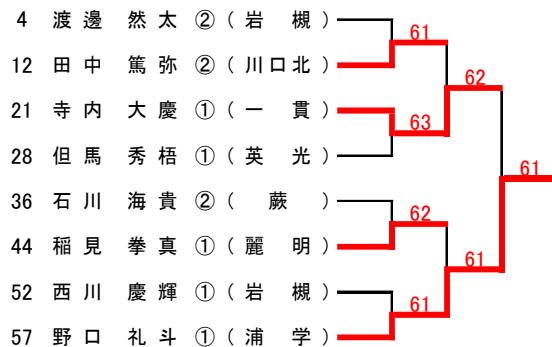 4 渡邊 然太 ② ( 岩 槻 )
61
12 田中 篤弥 ② ( 川口北 )
62
21 寺内 大慶 ① ( 一 貫 )
63
28 但馬 秀梧 ① ( 英 光 )
61
36 石川 海貴 ② ( 蕨 )
62
44 稲見 拳真 ① ( 麗 明 )
61
52 西川 慶輝 ① ( 岩 槻 )
61
57 野口 礼斗 ① ( 浦 学 )